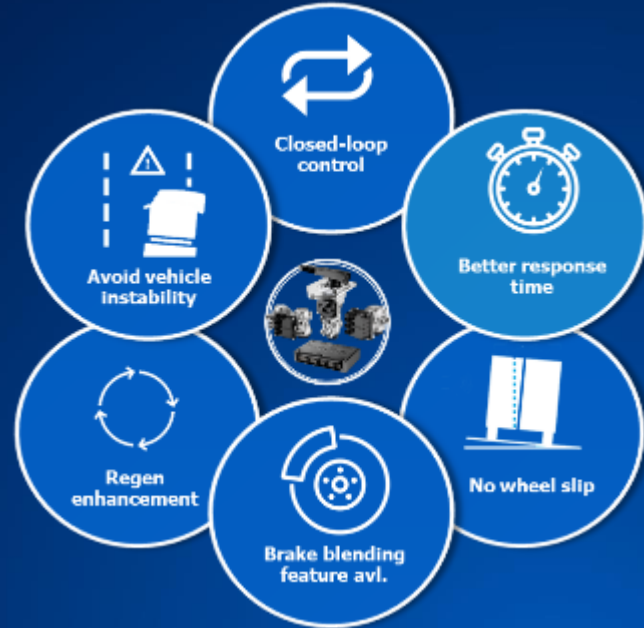 Closed-loop
control
Better response
time
No wheel slip
Brake blending
feature avl.
Regen
enhancement
Avoid vehicle
instability